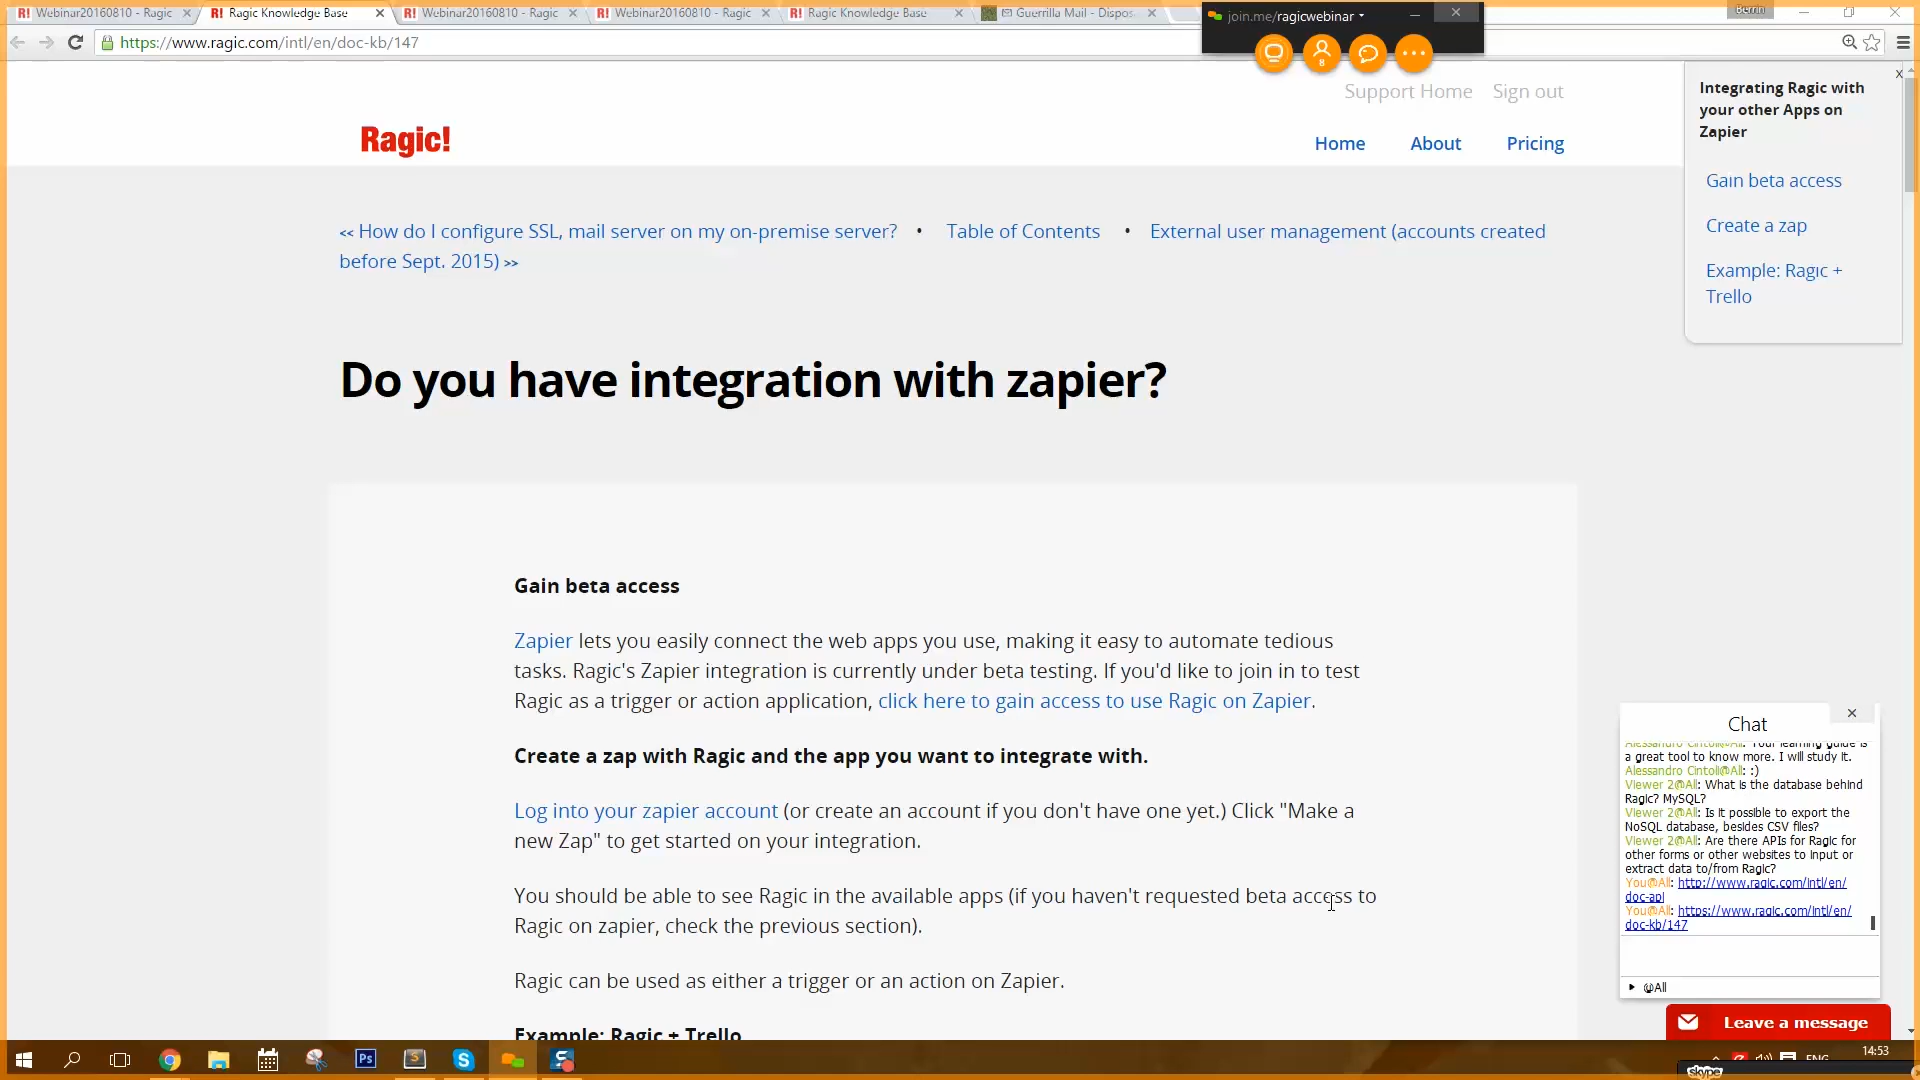 Webinar20160810 - Ragic
Ragic Knowledge Base
Webinar20160810 - Ragic
Webinar20160810 - Ragic
Ragic Knowledge Base
Guerrilla Mail - Dispos
join.me/ragicwebinar
Berrin
https://www.ragic.com/intl/en/doc-kb/147
8
Support Home
Sign out
Ragic!
Home
About
Pricing
x
Integrating Ragic with
your other Apps on
Zapier
Gain beta access
Create a zap
Example: Ragic +
Trello
<< How do I configure SSL, mail server on my on-premise server? • Table of Contents • External user management (accounts created
before Sept. 2015) >>
Do you have integration with zapier?
Gain beta access
Zapier lets you easily connect the web apps you use, making it easy to automate tedious
tasks. Ragic's Zapier integration is currently under beta testing. If you'd like to join in to test
Ragic as a trigger or action application, click here to gain access to use Ragic on Zapier.
Create a zap with Ragic and the app you want to integrate with.
Log into your zapier account (or create an account if you don't have one yet.) Click "Make a
new Zap" to get started on your integration.
You should be able to see Ragic in the available apps (if you haven't requested beta access to
Ragic on zapier, check the previous section).
Ragic can be used as either a trigger or an action on Zapier.
Example: Ragic + Trello
Chat
Alessandro Cintoli@All: Your learning guide is
a great tool to know more. I will study it.
Alessandro Cintoli@All: :)
Viewer 2@All: What is the database behind
Ragic? MySQL?
Viewer 2@All: Is it possible to export the
NoSQL database, besides CSV files?
Viewer 2@All: Are there APIs for Ragic for
other forms or other websites to input or
extract data to/from Ragic?
You@All: http://www.ragic.com/intl/en/
doc-api
You@All: https://www.ragic.com/intl/en/
doc-kb/147
@All
Leave a message
Ps
S
S
ENG
14:53
skype